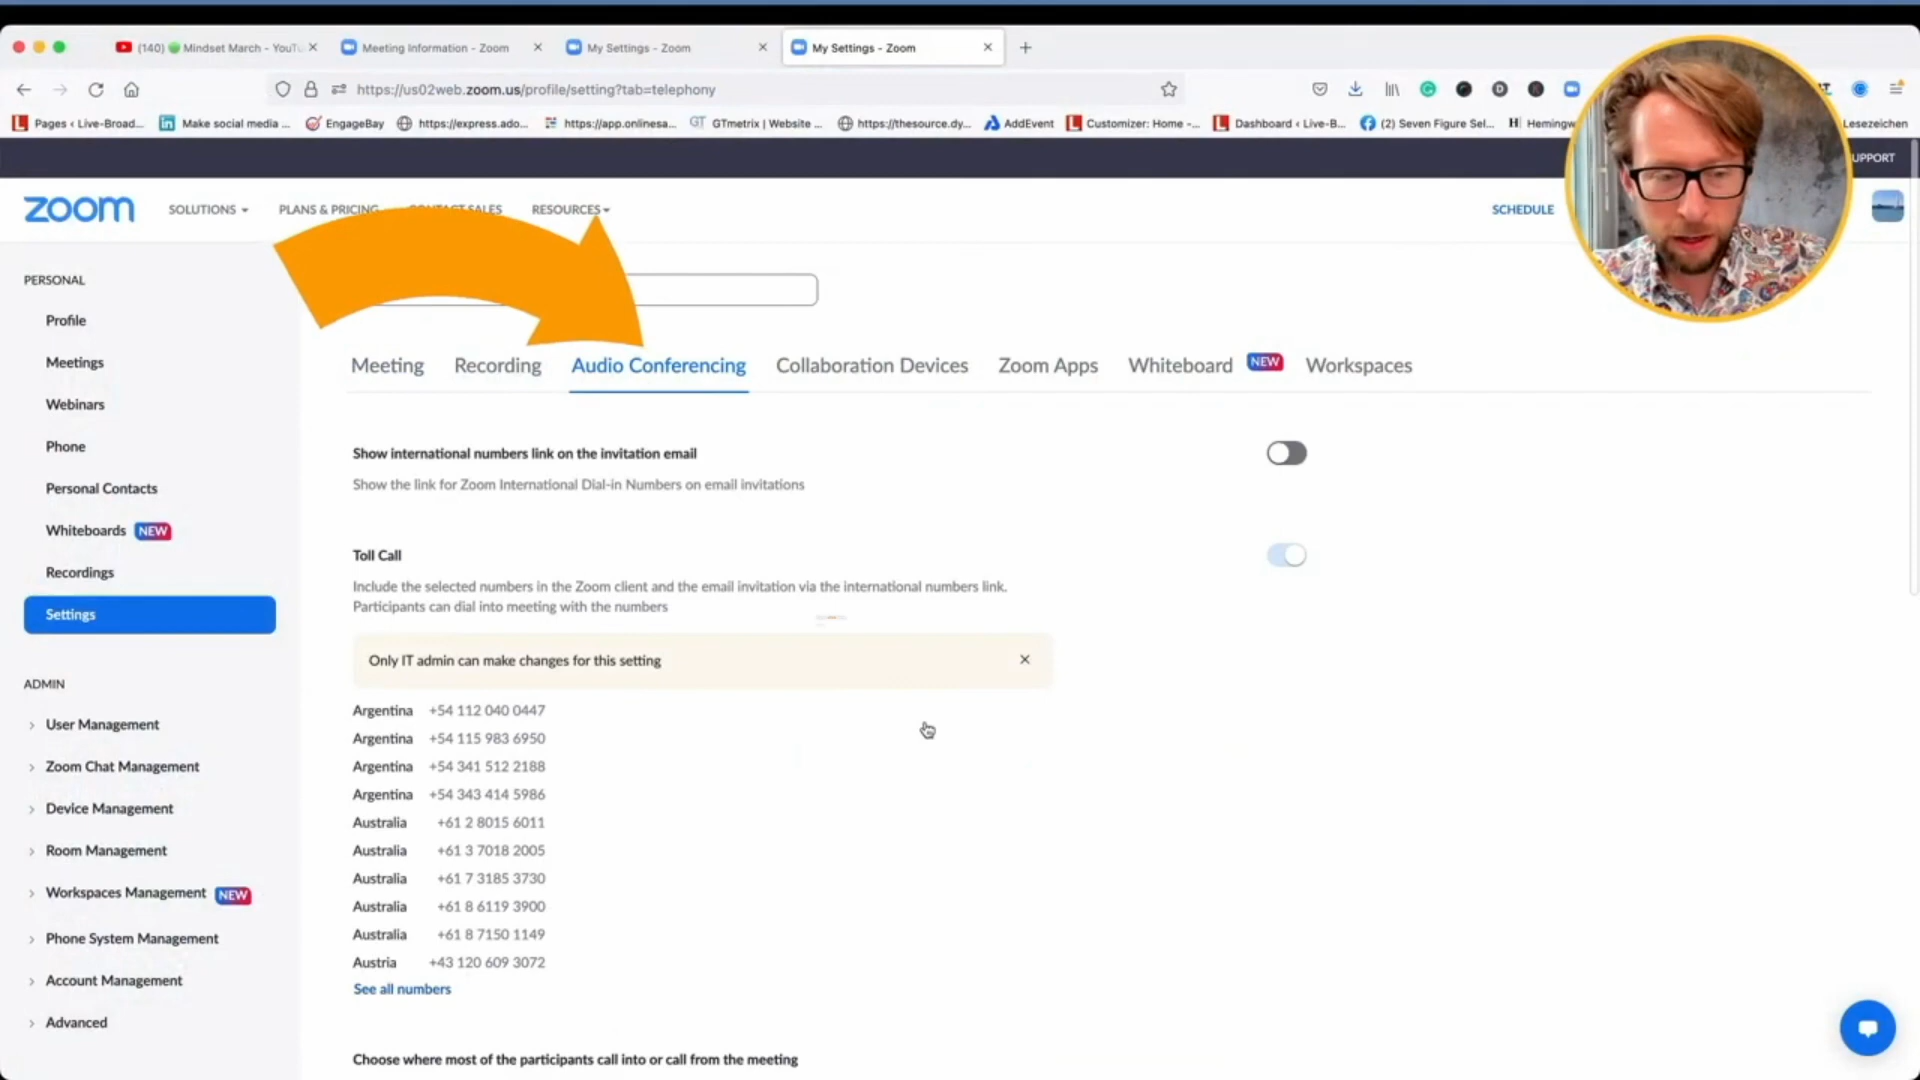 (140) Mindset March - YouTu
Meeting Information - Zoom
My Settings - Zoom
My Settings - Zoom
https://us02web.zoom.us/profile/setting?tab=telephony
Pages ‹ Live-Broad...
Make social media ...
EngageBay
https://express.ado...
https://app.onlinesa...
GTmetrix | Website ...
https://thesource.dy...
AddEvent
Customizer: Home -...
Dashboard ‹ Live-B...
(2) Seven Figure Sel...
Hemingw
Lesezeichen
UPPORT
zoom
SOLUTIONS
PLANS & PRICING
CONTACT SALES
RESOURCES
SCHEDULE
PERSONAL
Profile
Meetings
Webinars
Phone
Personal Contacts
Whiteboards NEW
Recordings
Settings
ADMIN
User Management
Zoom Chat Management
Device Management
Room Management
Workspaces Management NEW
Phone System Management
Account Management
Advanced
Meeting
Recording
Audio Conferencing
Collaboration Devices
Zoom Apps
Whiteboard NEW
Workspaces
Show international numbers link on the invitation email
Show the link for Zoom International Dial-in Numbers on email invitations
Toll Call
Include the selected numbers in the Zoom client and the email invitation via the international numbers link.
Participants can dial into meeting with the numbers
Only IT admin can make changes for this setting
Argentina +54 112 040 0447
Argentina +54 115 983 6950
Argentina +54 341 512 2188
Argentina +54 343 414 5986
Australia +61 2 8015 6011
Australia +61 3 7018 2005
Australia +61 7 3185 3730
Australia +61 8 6119 3900
Australia +61 8 7150 1149
Austria +43 120 609 3072
See all numbers
Choose where most of the participants call into or call from the meeting